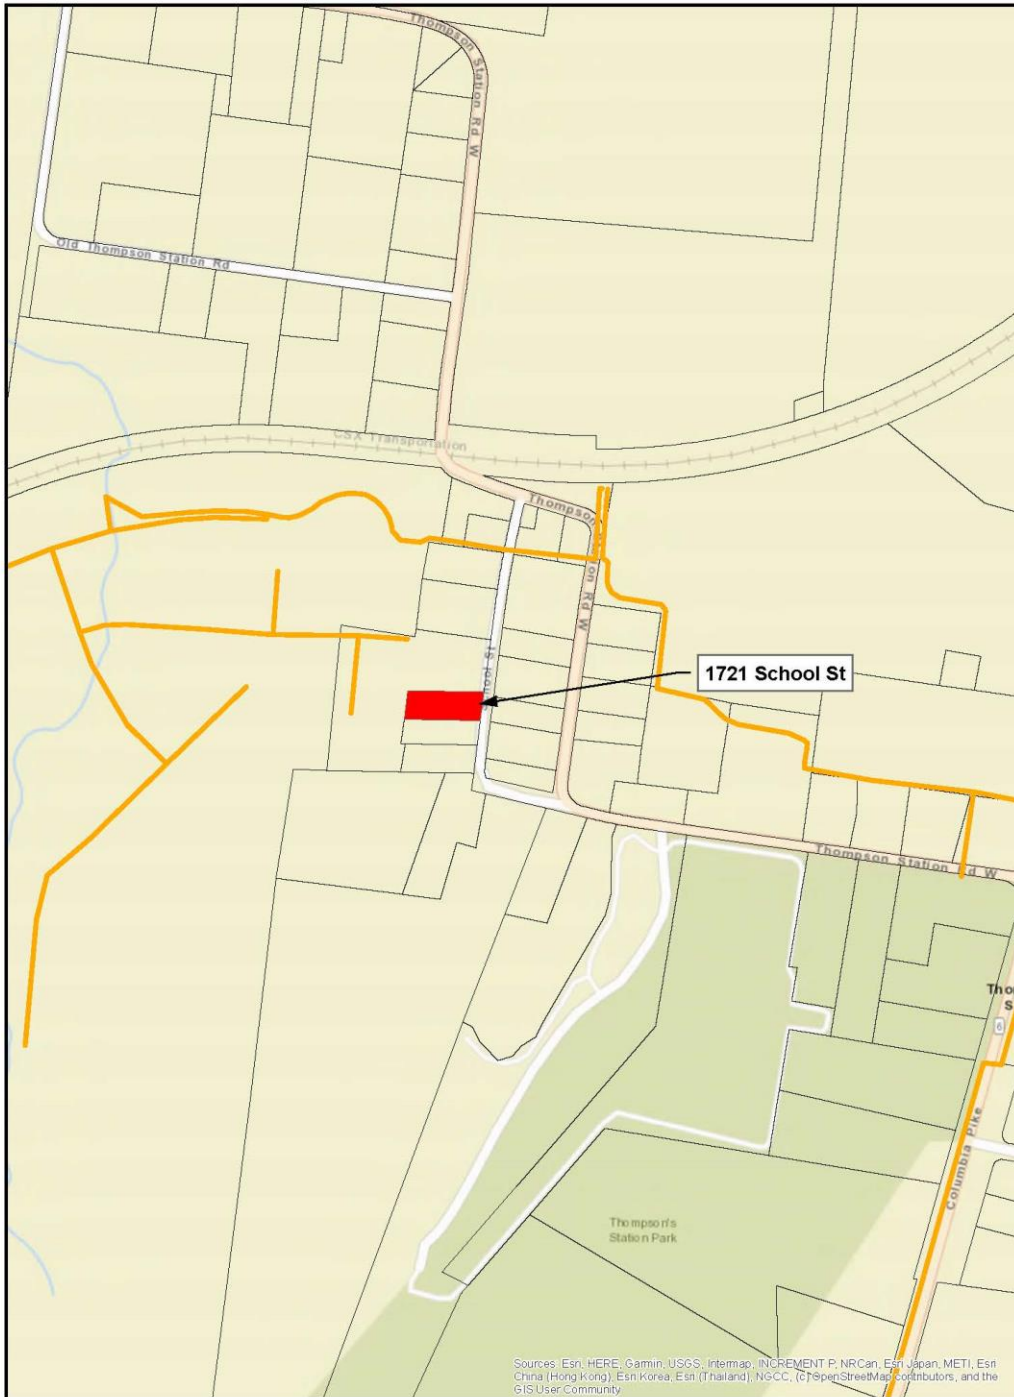 Thompson Station Rd W
Old Thompson Station Rd
CSX Transportation
Thompson Station Rd W
School St
1721 School St
Thompson Station Rd W
Columbia Pike
6
Thompson's
Station Park
Sources: Esri, HERE, Garmin, USGS, Intermap, INCREMENT P, NRCan, Esri Japan, METI, Esri
China (Hong Kong), Esri Korea, Esri (Thailand), NGCC, (c) OpenStreetMap contributors, and the
GIS User Community